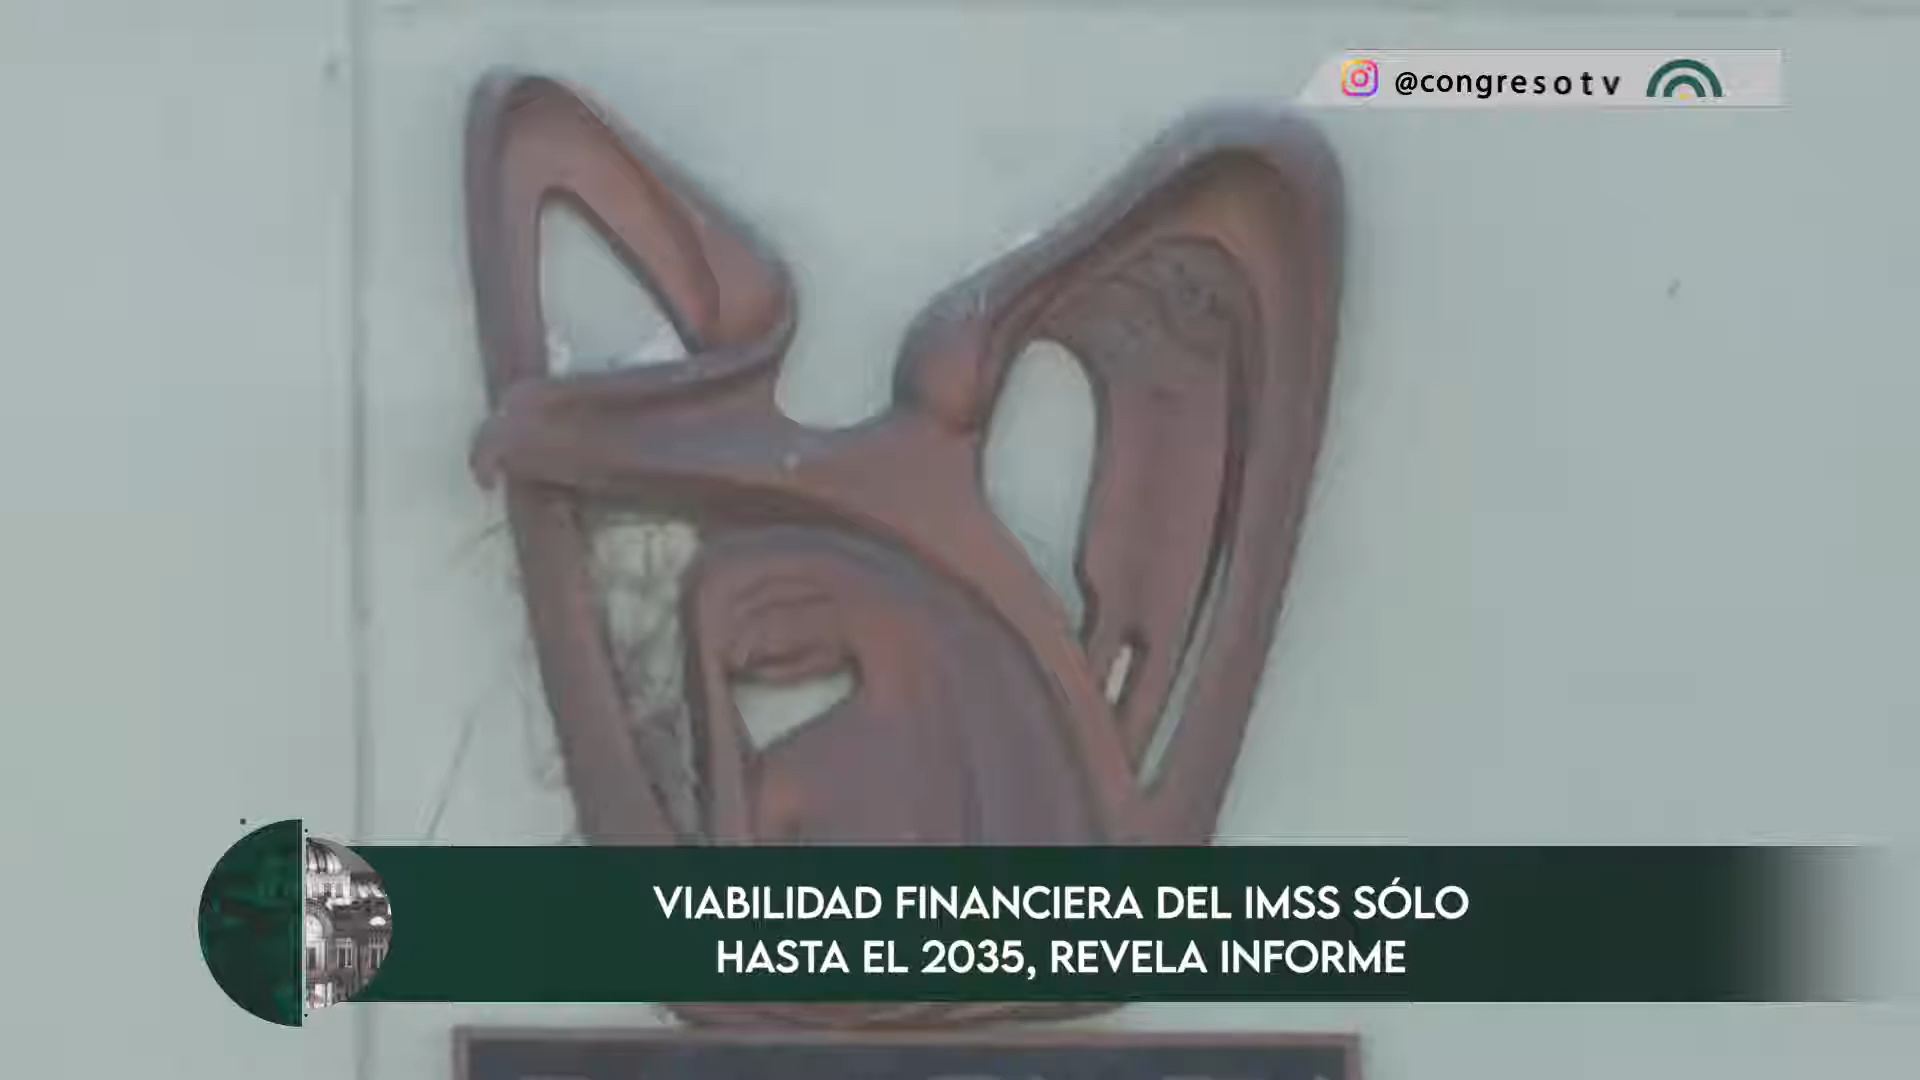 @congresotv
VIABILIDAD FINANCIERA DEL IMSS SÓLO
HASTA EL 2035, REVELA INFORME